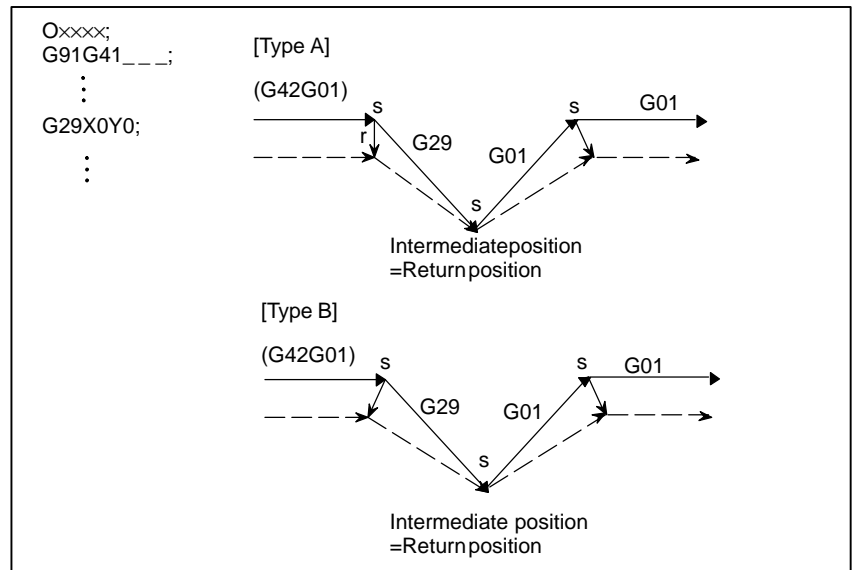 O××××;
G91G41_ _ _;
G29X0Y0;
[Type A]
(G42G01)
s
s
G01
r
G29
G01
s
Intermediateposition
=Returnposition
[Type B]
(G42G01)
s
s
G01
G29
G01
s
Intermediate position
=Returnposition